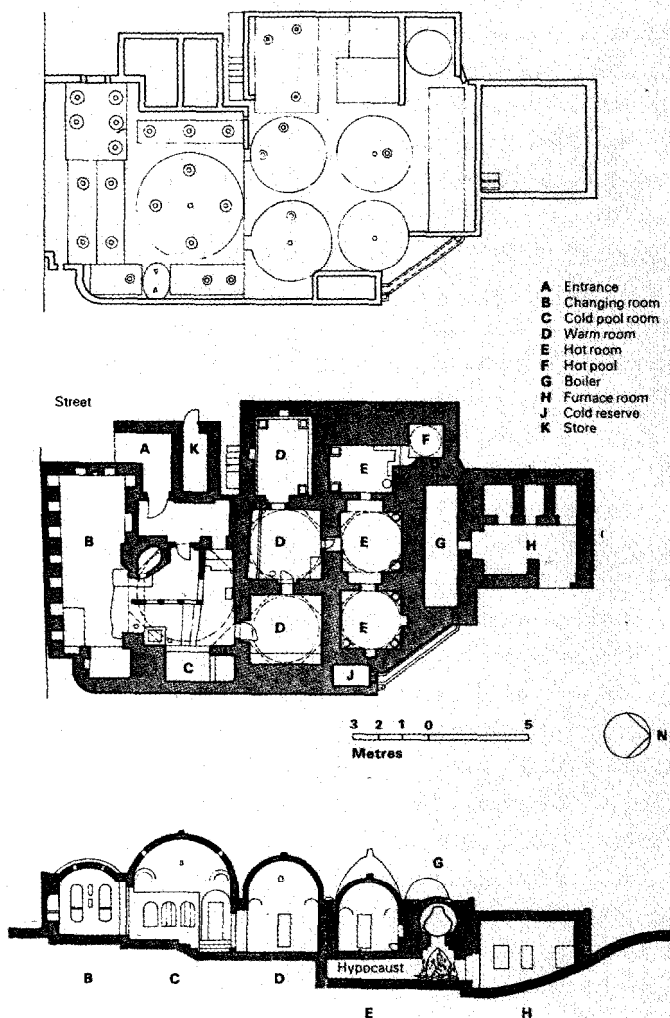 A Entrance
B Changing room
C Cold pool room
D Warm room
E Hot room
F Hot pool
G Boiler
H Furnace room
J Cold reserve
K Store
Street
A
K
D
E
F
B
D
E
G
H
D
E
C
J
3 2 1 0 5
Metres
N
G
Hypocaust
B C D
E H